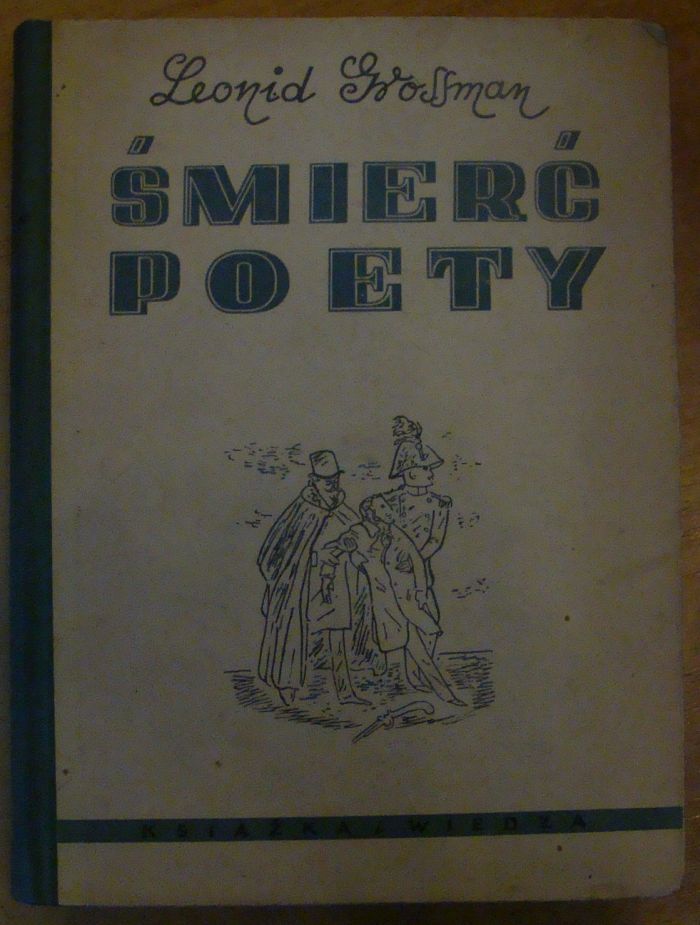 Leonid Grossman
ŚMIERĆ
POETY
KSIĄŻKA i WIEDZA